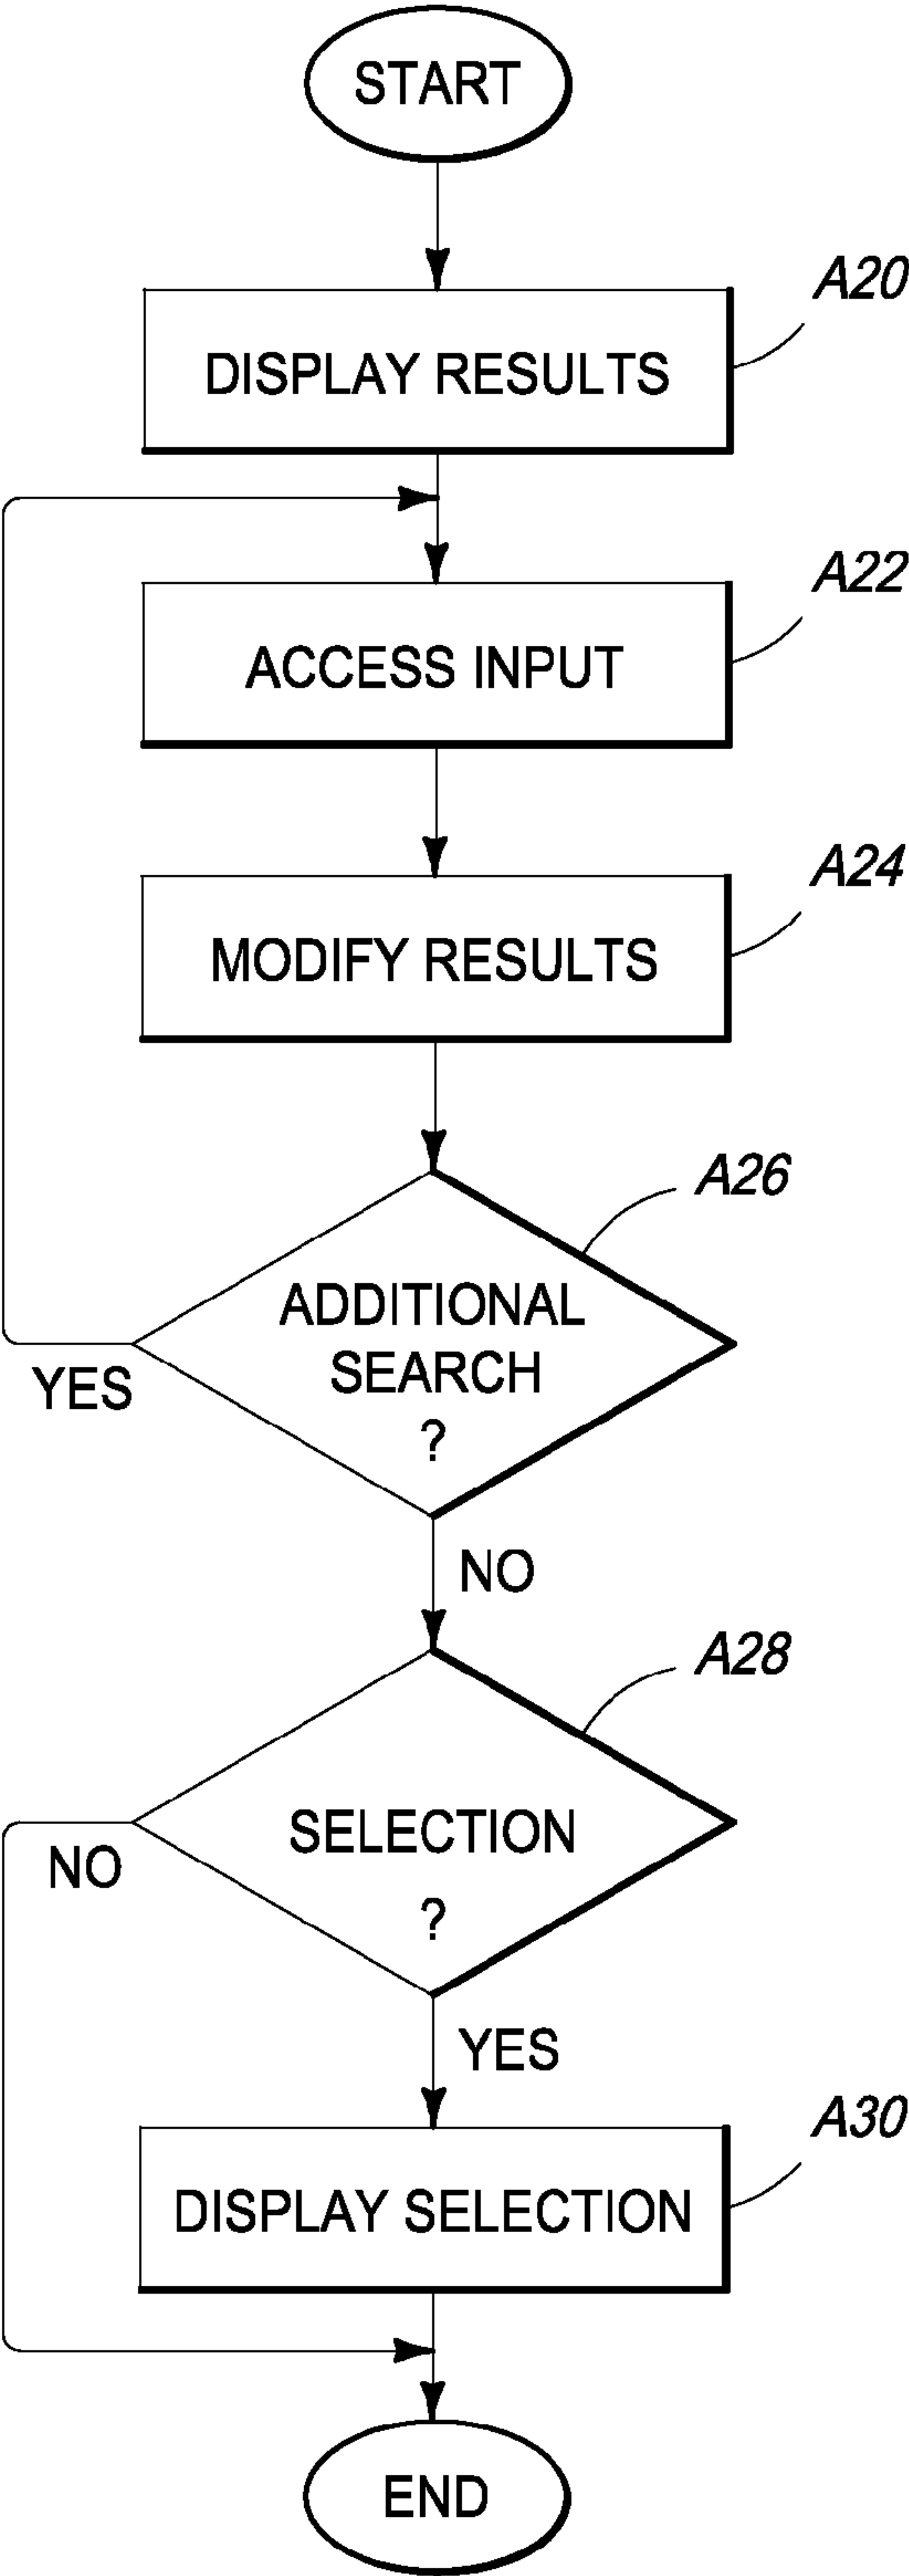 START
A20
DISPLAY RESULTS
A22
ACCESS INPUT
A24
MODIFY RESULTS
A26
ADDITIONAL
SEARCH
?
YES
NO
A28
SELECTION
?
NO
YES
A30
DISPLAY SELECTION
END